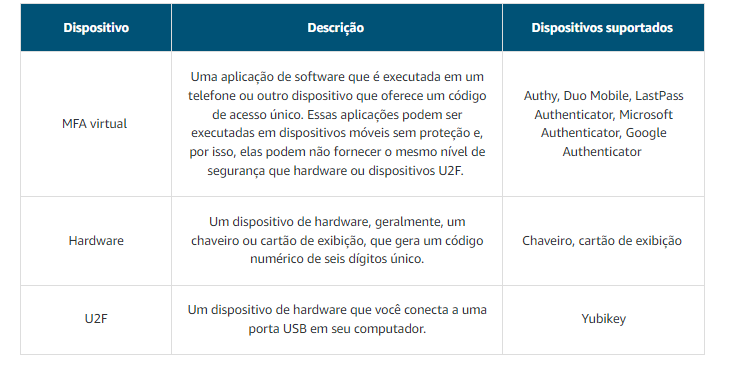 Dispositivo
Descrição
Dispositivos suportados
MFA virtual
Uma aplicação de software que é executada em um
telefone ou outro dispositivo que oferece um código
de acesso único. Essas aplicações podem ser
executadas em dispositivos móveis sem proteção e,
por isso, elas podem não fornecer o mesmo nível de
segurança que hardware ou dispositivos U2F.
Authy, Duo Mobile, LastPass
Authenticator, Microsoft
Authenticator, Google
Authenticator
Hardware
Um dispositivo de hardware, geralmente, um
chaveiro ou cartão de exibição, que gera um código
numérico de seis dígitos único.
Chaveiro, cartão de exibição
U2F
Um dispositivo de hardware que você conecta a uma
porta USB em seu computador.
Yubikey